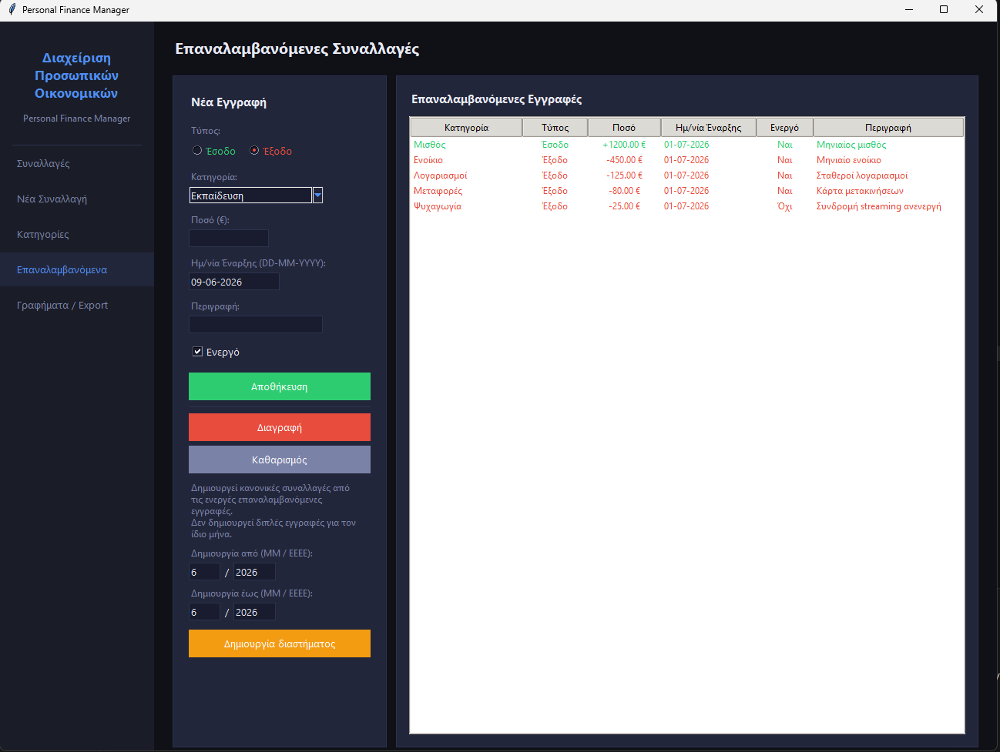 Personal Finance Manager
Διαχείριση
Προσωπικών
Οικονομικών
Personal Finance Manager
Συναλλαγές
Νέα Συναλλαγή
Κατηγορίες
Επαναλαμβανόμενα
Γραφήματα / Export
Επαναλαμβανόμενες Συναλλαγές
Νέα Εγγραφή
Τύπος:
Έσοδο Έξοδο
Κατηγορία:
Εκπαίδευση
Ποσό (€):
Ημ/νία Έναρξης (DD-MM-YYYY):
09-06-2026
Περιγραφή:
Ενεργό
Αποθήκευση
Διαγραφή
Καθαρισμός
Δημιουργεί κανονικές συναλλαγές από
τις ενεργές επαναλαμβανόμενες
εγγραφές.
Δεν δημιουργεί διπλές εγγραφές για τον
ίδιο μήνα.
Δημιουργία από (MM / ΕΕΕΕ):
6 / 2026
Δημιουργία έως (MM / ΕΕΕΕ):
6 / 2026
Δημιουργία διαστήματος
Επαναλαμβανόμενες Εγγραφές
Κατηγορία Τύπος Ποσό Ημ/νία Έναρξης Ενεργό Περιγραφή
Μισθός Έσοδο +1200.00 € 01-07-2026 Ναι Μηνιαίος μισθός
Ενοίκιο Έξοδο -450.00 € 01-07-2026 Ναι Μηνιαίο ενοίκιο
Λογαριασμοί Έξοδο -125.00 € 01-07-2026 Ναι Σταθεροί λογαριασμοί
Μεταφορές Έξοδο -80.00 € 01-07-2026 Ναι Κάρτα μετακινήσεων
Ψυχαγωγία Έξοδο -25.00 € 01-07-2026 Όχι Συνδρομή streaming ανενεργή